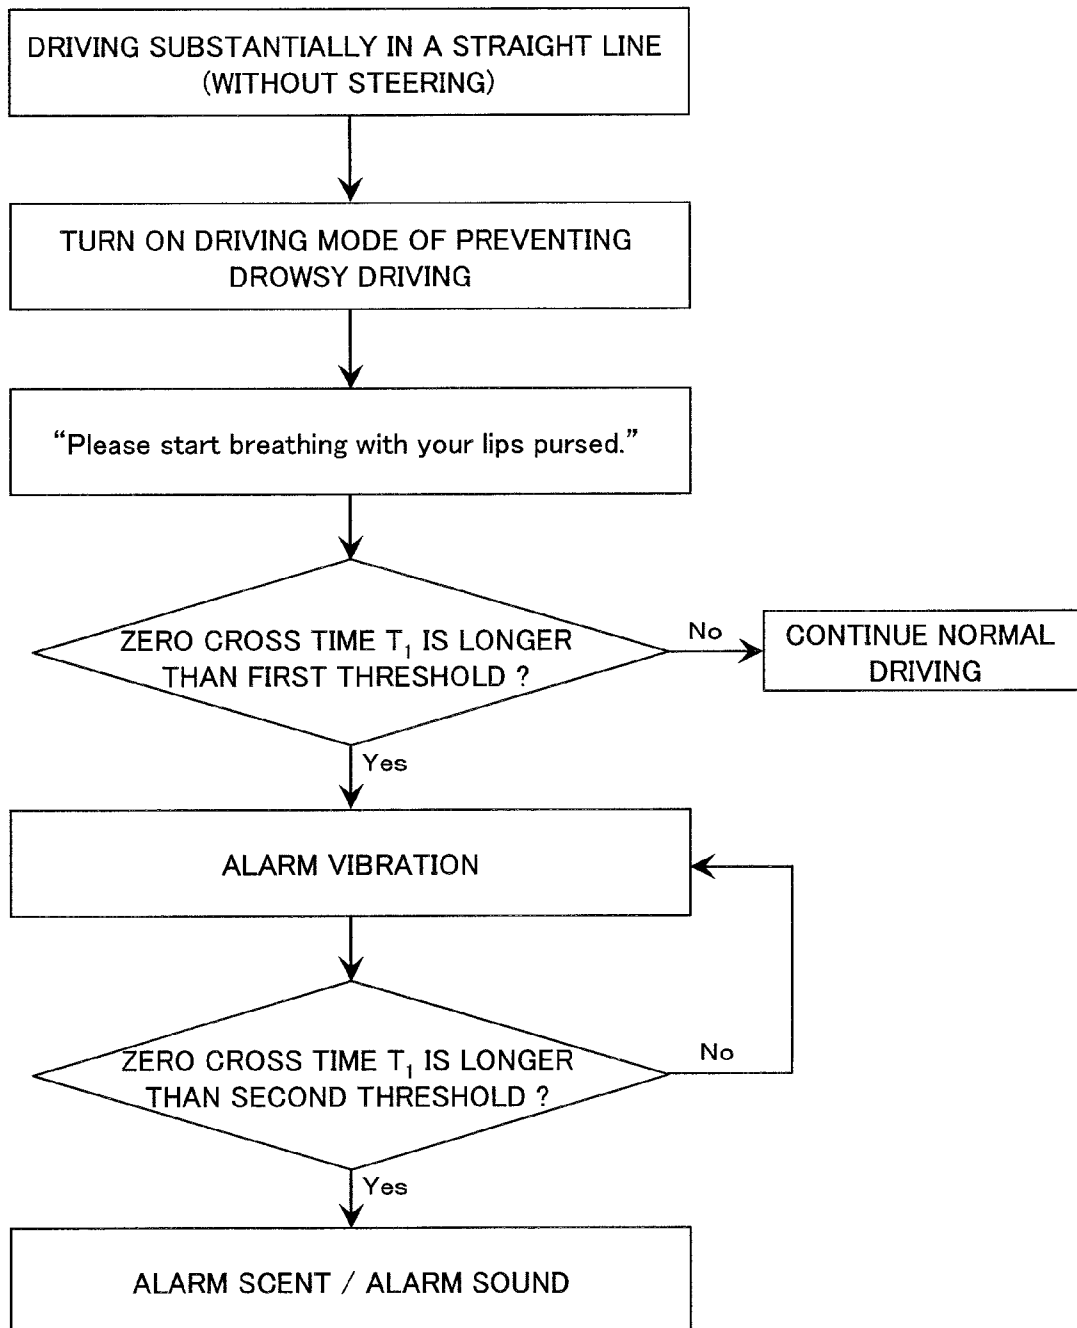 DRIVING SUBSTANTIALLY IN A STRAIGHT LINE
(WITHOUT STEERING)
TURN ON DRIVING MODE OF PREVENTING
DROWSY DRIVING
“Please start breathing with your lips pursed.”
ZERO CROSS TIME T₁ IS LONGER
THAN FIRST THRESHOLD ?
No
CONTINUE NORMAL
DRIVING
Yes
ALARM VIBRATION
ZERO CROSS TIME T₁ IS LONGER
THAN SECOND THRESHOLD ?
No
Yes
ALARM SCENT / ALARM SOUND